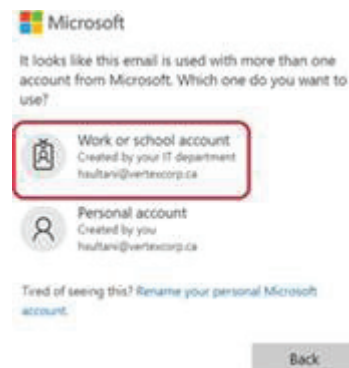 Microsoft
It looks like this email is used with more than one
account from Microsoft. Which one do you want to
use?
Work or school account
Created by your IT department
hsultani@vertexcorp.ca
Personal account
Created by you
hsultani@vertexcorp.ca
Tired of seeing this? Rename your personal Microsoft
account.
Back